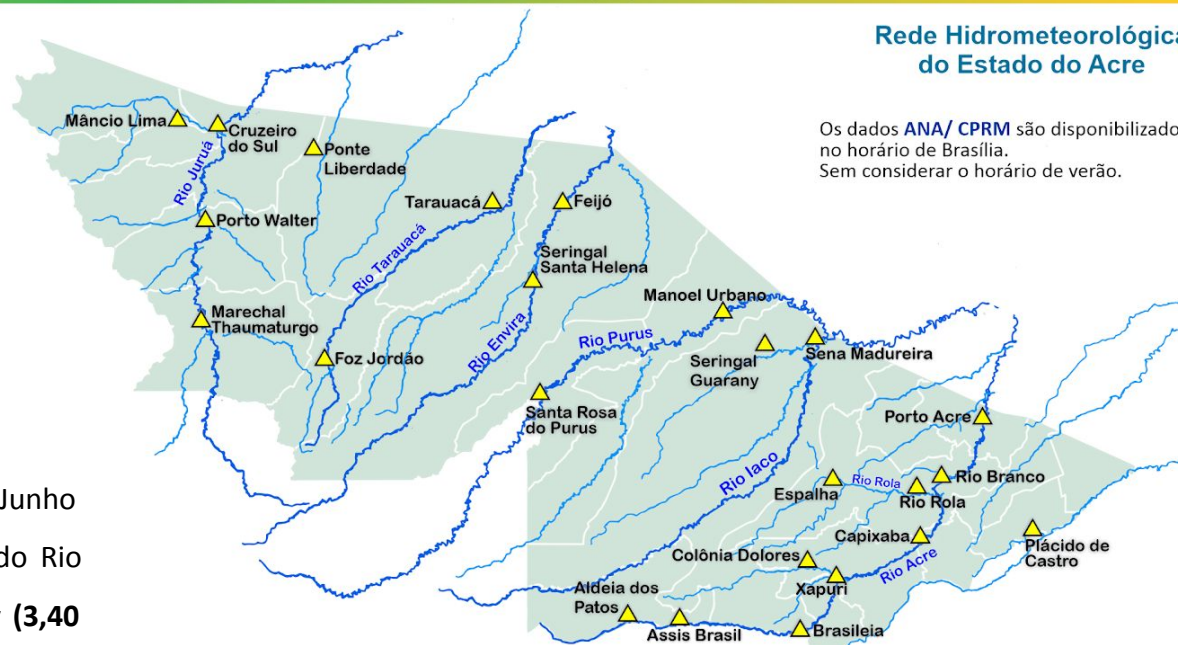 Rede Hidrometeorológica
do Estado do Acre
Os dados ANA/ CPRM são disponibilizado
no horário de Brasília.
Sem considerar o horário de verão.
Mâncio Lima
Cruzeiro
do Sul
Ponte
Liberdade
Rio Juruá
Porto Walter
Tarauacá
Feijó
Rio Tarauacá
Seringal
Santa Helena
Marechal
Thaumaturgo
Foz Jordão
Rio Envira
Manoel Urbano
Rio Purus
Seringal
Guarany
Sena Madureira
Santa Rosa
do Purus
Porto Acre
Rio Iaco
Espalha
Rio Rola
Rio Rola
Rio Branco
Capixaba
Plácido de
Castro
Colônia Dolores
Rio Acre
Xapuri
Aldeia dos
Patos
Assis Brasil
Brasileia
Junho
do Rio
(3,40